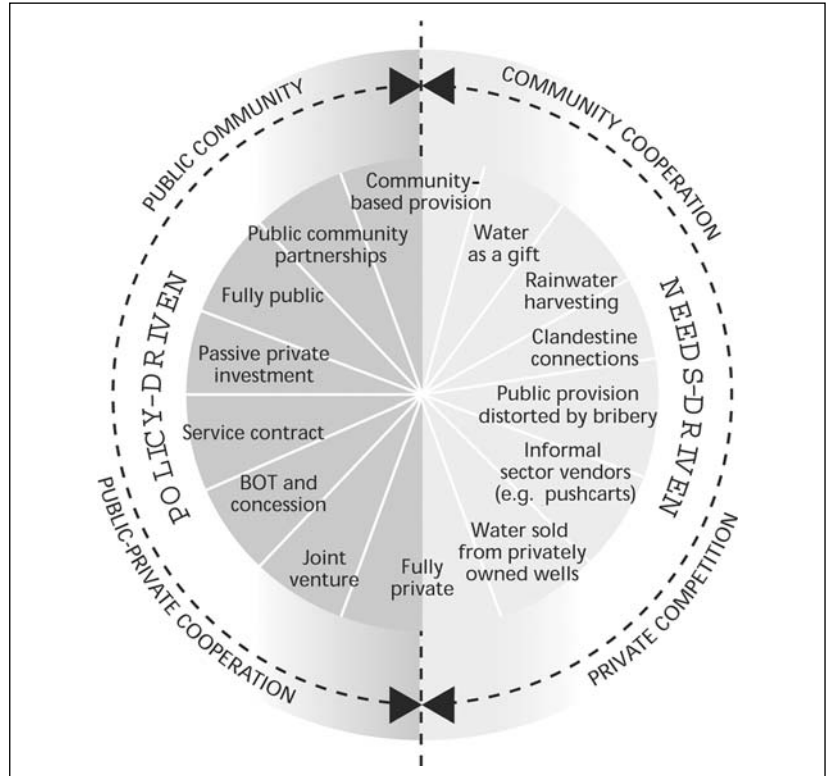 PUBLIC COMMUNITY
COMMUNITY COOPERATION
POLICY-DRIVEN
NEEDS-DRIVEN
PUBLIC-PRIVATE COOPERATION
PRIVATE COMPETITION
Community-
based provision
Public community
partnerships
Fully public
Passive private
investment
Service contract
BOT and
concession
Joint
venture
Fully
private
Water
as a gift
Rainwater
harvesting
Clandestine
connections
Public provision
distorted by bribery
Informal
sector vendors
(e.g. pushcarts)
Water sold
from privately
owned wells